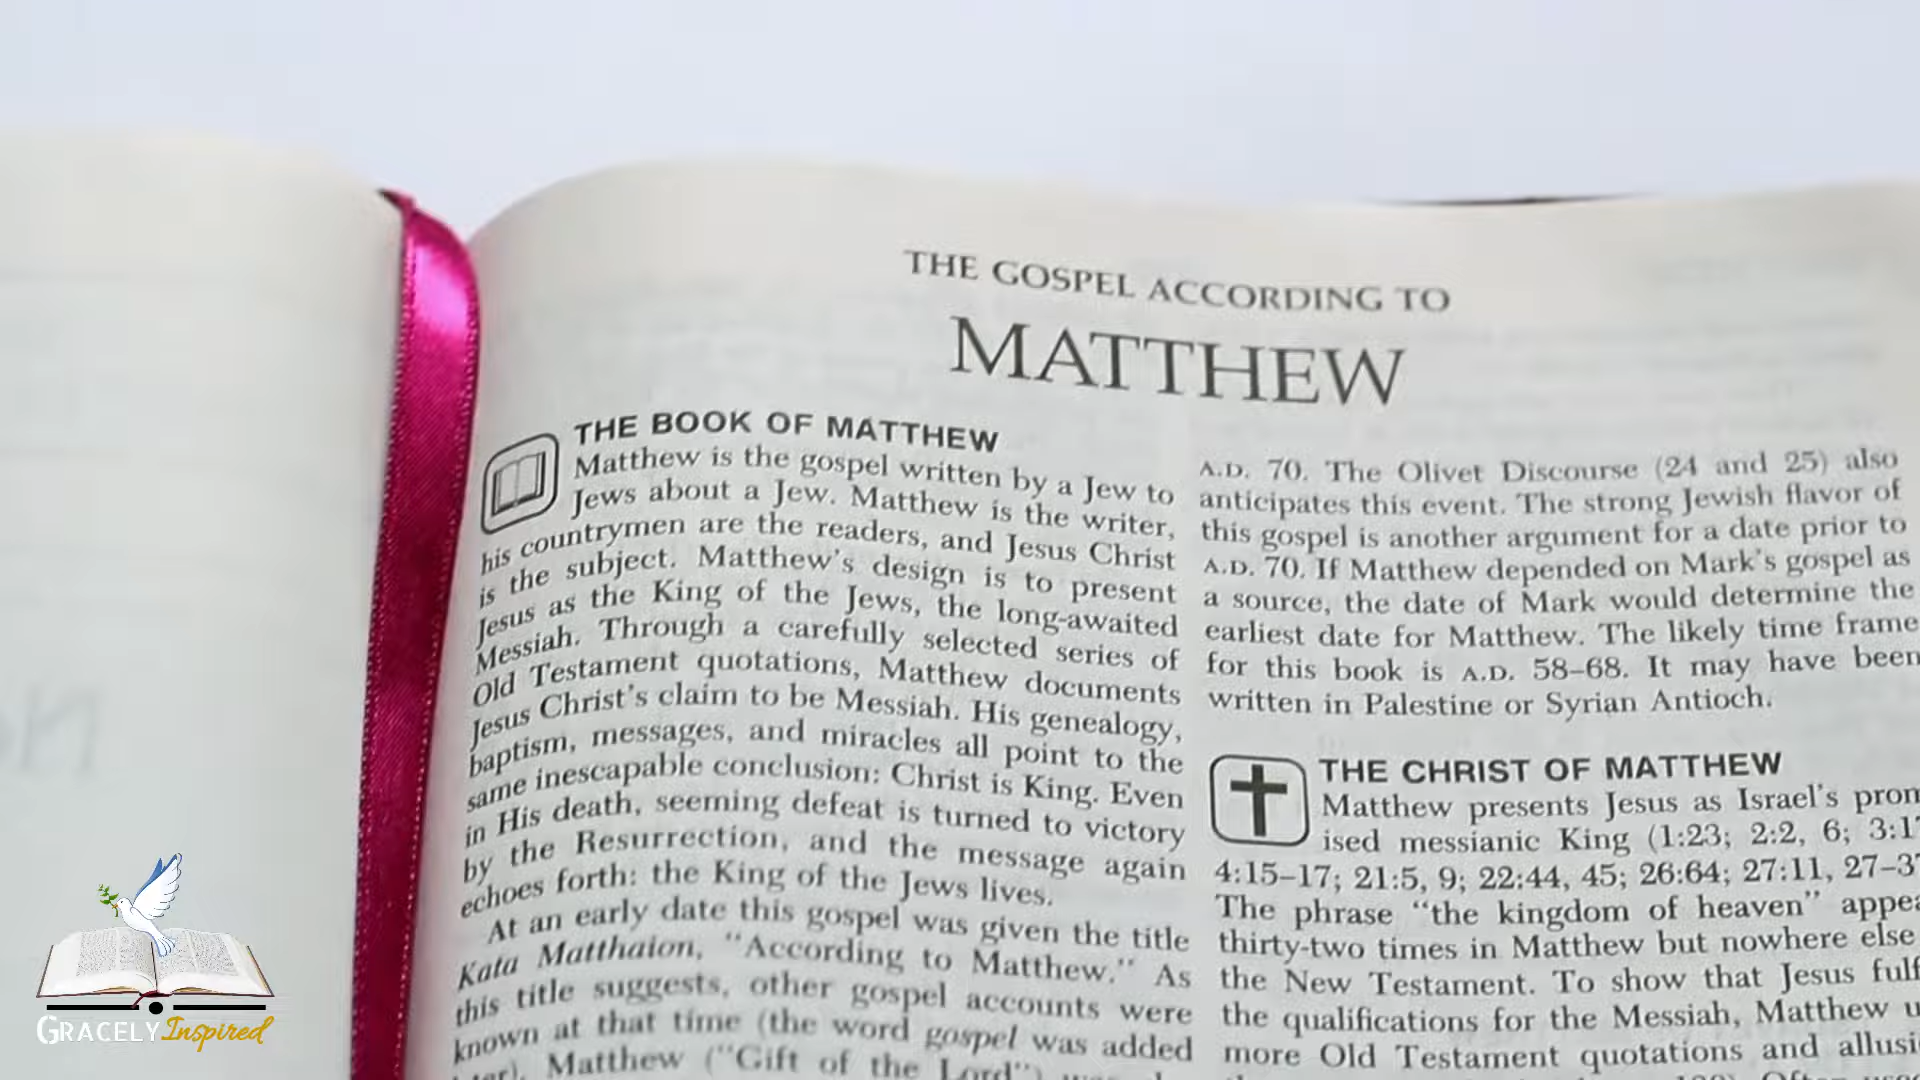 THE GOSPEL ACCORDING TO
MATTHEW
THE BOOK OF MATTHEW
Matthew is the gospel written by a Jew to
Jews about a Jew. Matthew is the writer,
his countrymen are the readers, and Jesus Christ
is the subject. Matthew's design is to present
Jesus as the King of the Jews, the long-awaited
Messiah. Through a carefully selected series of
Old Testament quotations, Matthew documents
Jesus Christ's claim to be Messiah. His genealogy,
baptism, messages, and miracles all point to the
same inescapable conclusion: Christ is King. Even
in His death, seeming defeat is turned to victory
by the Resurrection, and the message again
echoes forth: the King of the Jews lives.
At an early date this gospel was given the title
Kata Matthaion, "According to Matthew." As
this title suggests, other gospel accounts were
known at that time (the word gospel was added
Matthew ("Gift of the Lord")
A.D. 70. The Olivet Discourse (24 and 25) also
anticipates this event. The strong Jewish flavor of
this gospel is another argument for a date prior to
A.D. 70. If Matthew depended on Mark's gospel as
a source, the date of Mark would determine the
earliest date for Matthew. The likely time frame
for this book is A.D. 58–68. It may have been
written in Palestine or Syrian Antioch.
THE CHRIST OF MATTHEW
Matthew presents Jesus as Israel's prom
ised messianic King (1:23; 2:2, 6; 3:17
4:15–17; 21:5, 9; 22:44, 45; 26:64; 27:11, 27–37
The phrase "the kingdom of heaven" appea
thirty-two times in Matthew but nowhere else
the New Testament. To show that Jesus fulf
the qualifications for the Messiah, Matthew u
more Old Testament quotations and allusi
GRACELY Inspired